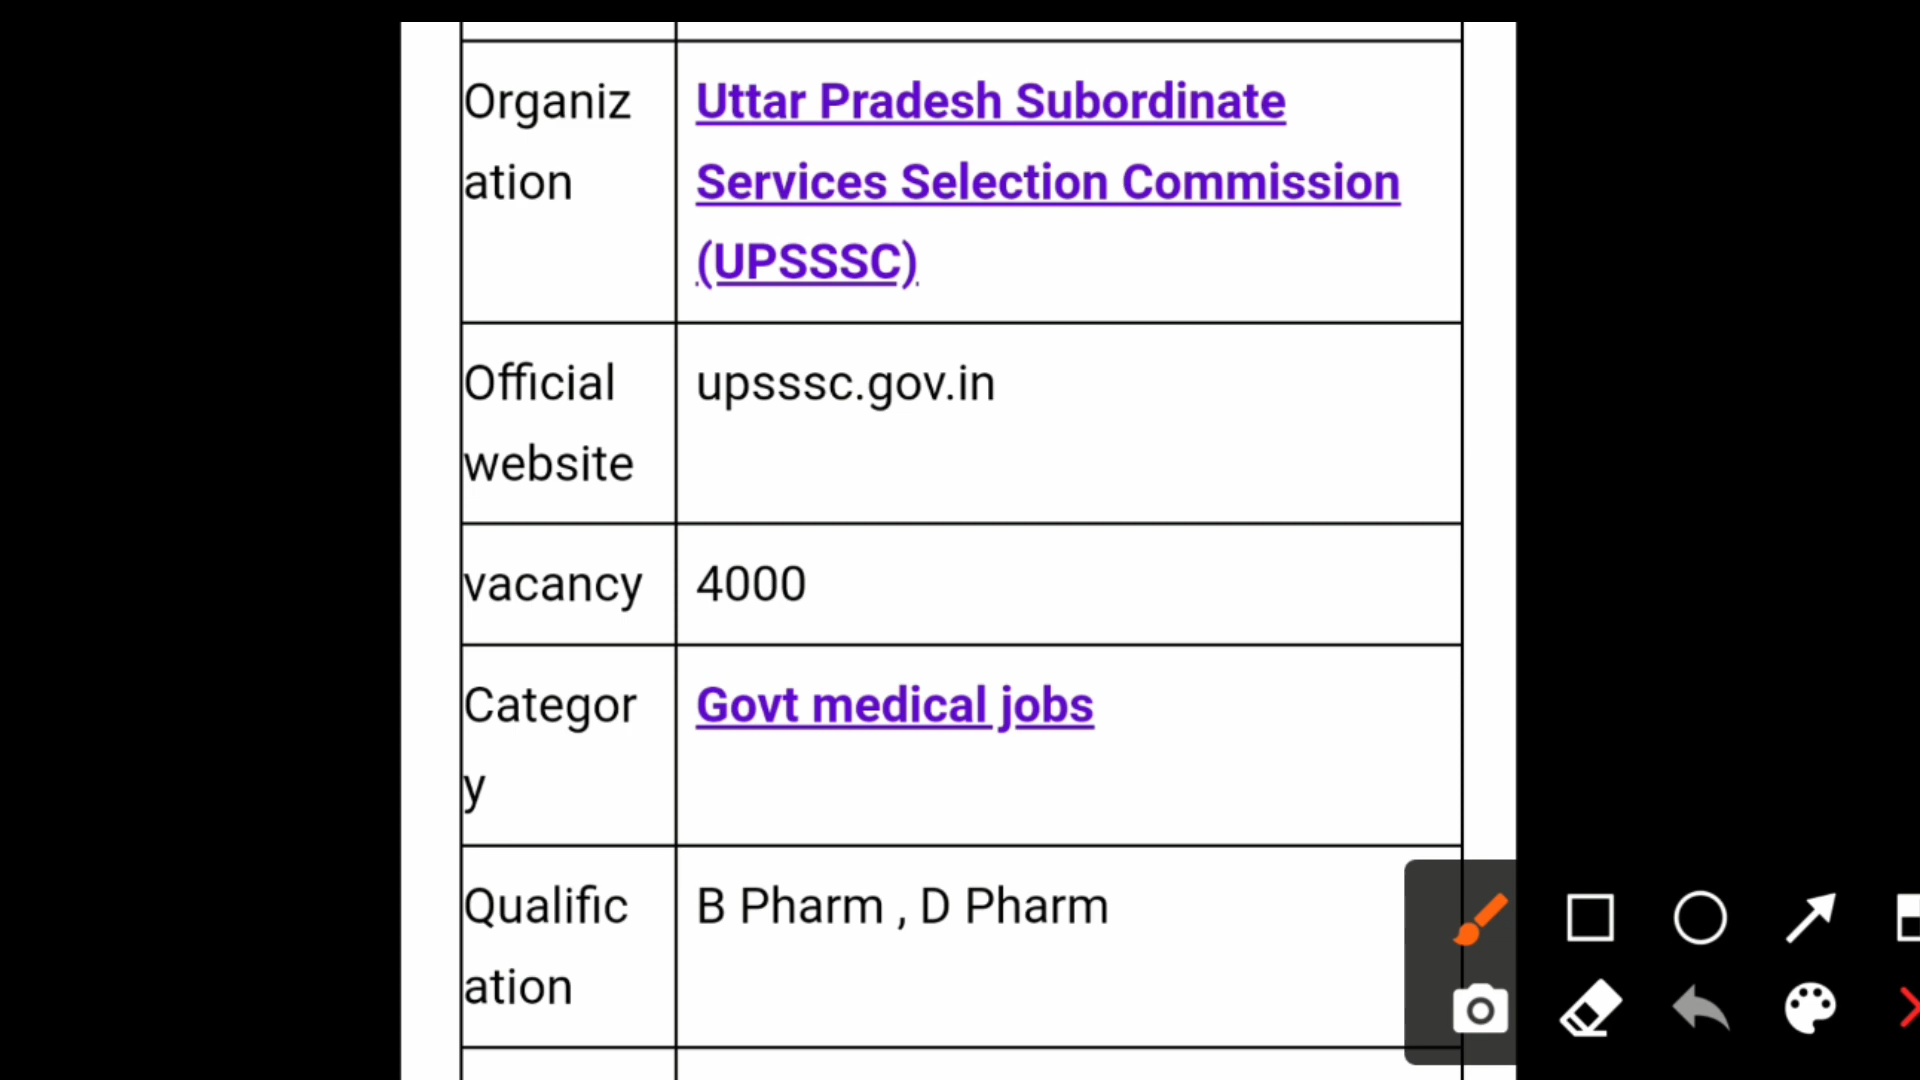 Organiz
ation
Uttar Pradesh Subordinate
Services Selection Commission
(UPSSSC)
Official
website
upsssc.gov.in
vacancy
4000
Categor
y
Govt medical jobs
Qualific
ation
B Pharm , D Pharm